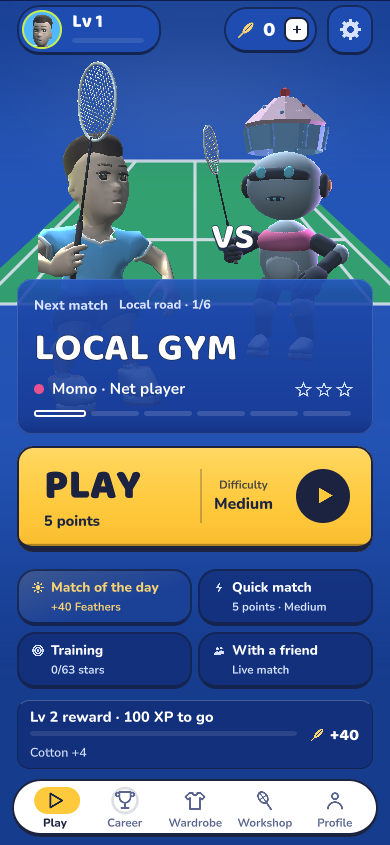 Lv 1
0
+
VS
Next match Local road · 1/6
LOCAL GYM
Momo · Net player
PLAY
5 points
Difficulty
Medium
Match of the day
+40 Feathers
Quick match
5 points · Medium
Training
0/63 stars
With a friend
Live match
Lv 2 reward · 100 XP to go
+40
Cotton +4
Play
Career
Wardrobe
Workshop
Profile